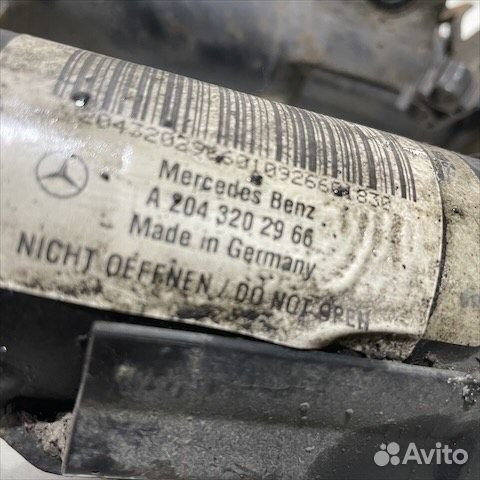 Mercedes Benz
A 204 320 29 66
Made in Germany
NICHT OEFFNEN / DO NOT OPEN
Avito